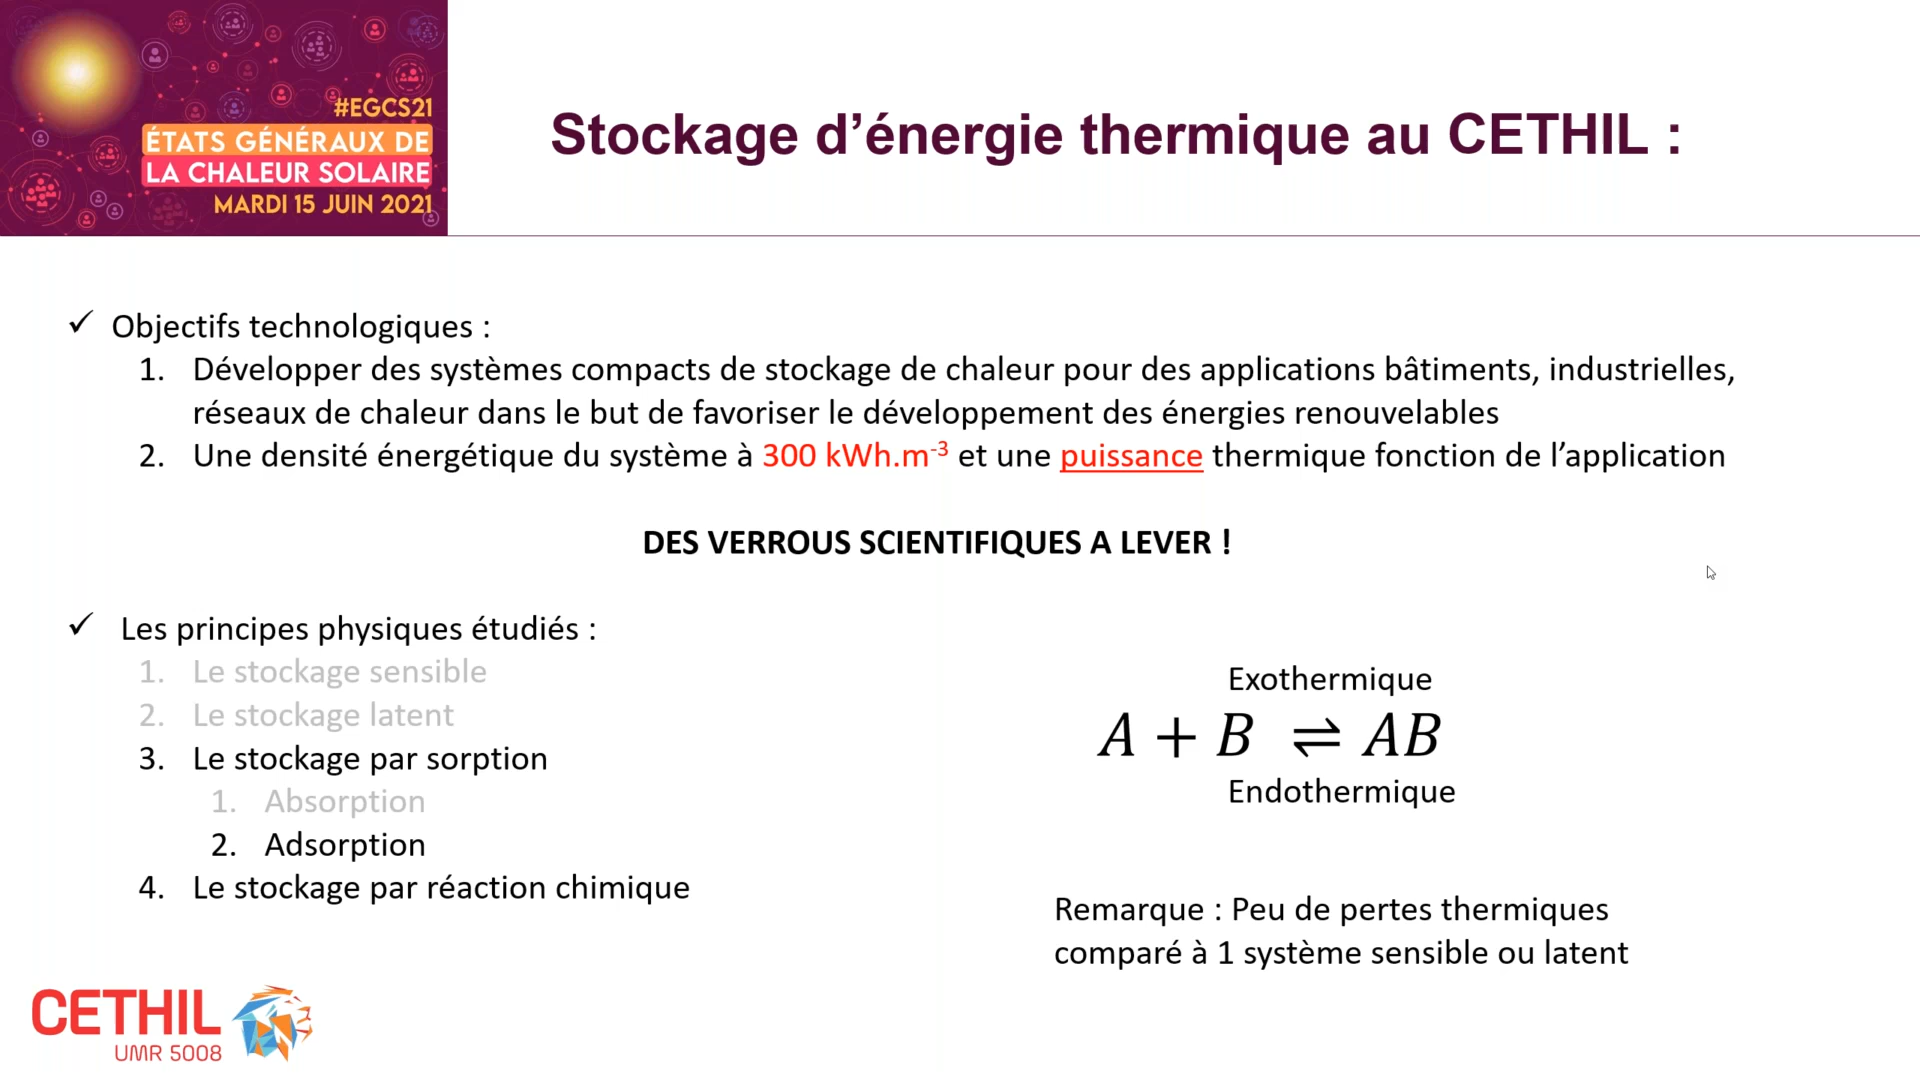 #EGCS21
ÉTATS GÉNÉRAUX DE
LA CHALEUR SOLAIRE
MARDI 15 JUIN 2021
Stockage d’énergie thermique au CETHIL :
✓ Objectifs technologiques :
1. Développer des systèmes compacts de stockage de chaleur pour des applications bâtiments, industrielles,
réseaux de chaleur dans le but de favoriser le développement des énergies renouvelables
2. Une densité énergétique du système à 300 kWh.m⁻³ et une puissance thermique fonction de l’application
DES VERROUS SCIENTIFIQUES A LEVER !
✓ Les principes physiques étudiés :
1. Le stockage sensible
2. Le stockage latent
3. Le stockage par sorption
1. Absorption
2. Adsorption
4. Le stockage par réaction chimique
Exothermique
A + B ⇌ AB
Endothermique
Remarque : Peu de pertes thermiques
comparé à 1 système sensible ou latent
CETHIL
UMR 5008